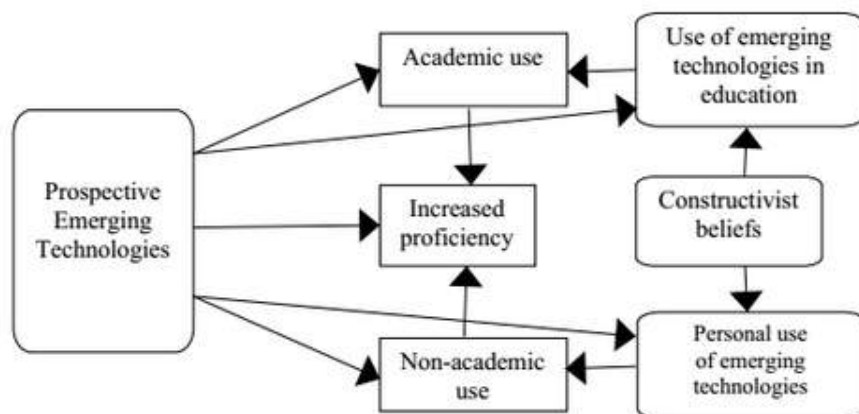 Academic use
Use of emerging
technologies in
education
Prospective
Emerging
Technologies
Increased
proficiency
Constructivist
beliefs
Non-academic
use
Personal use
of emerging
technologies